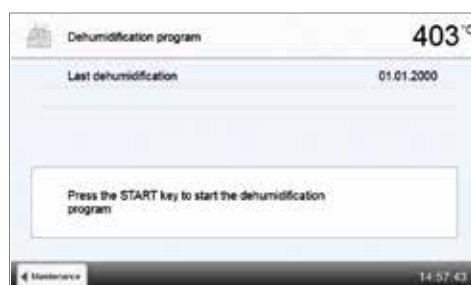 Dehumidification program 403 °C
Last dehumidification 01.01.2000
Press the START key to start the dehumidification
program
Maintenance 14:57:43